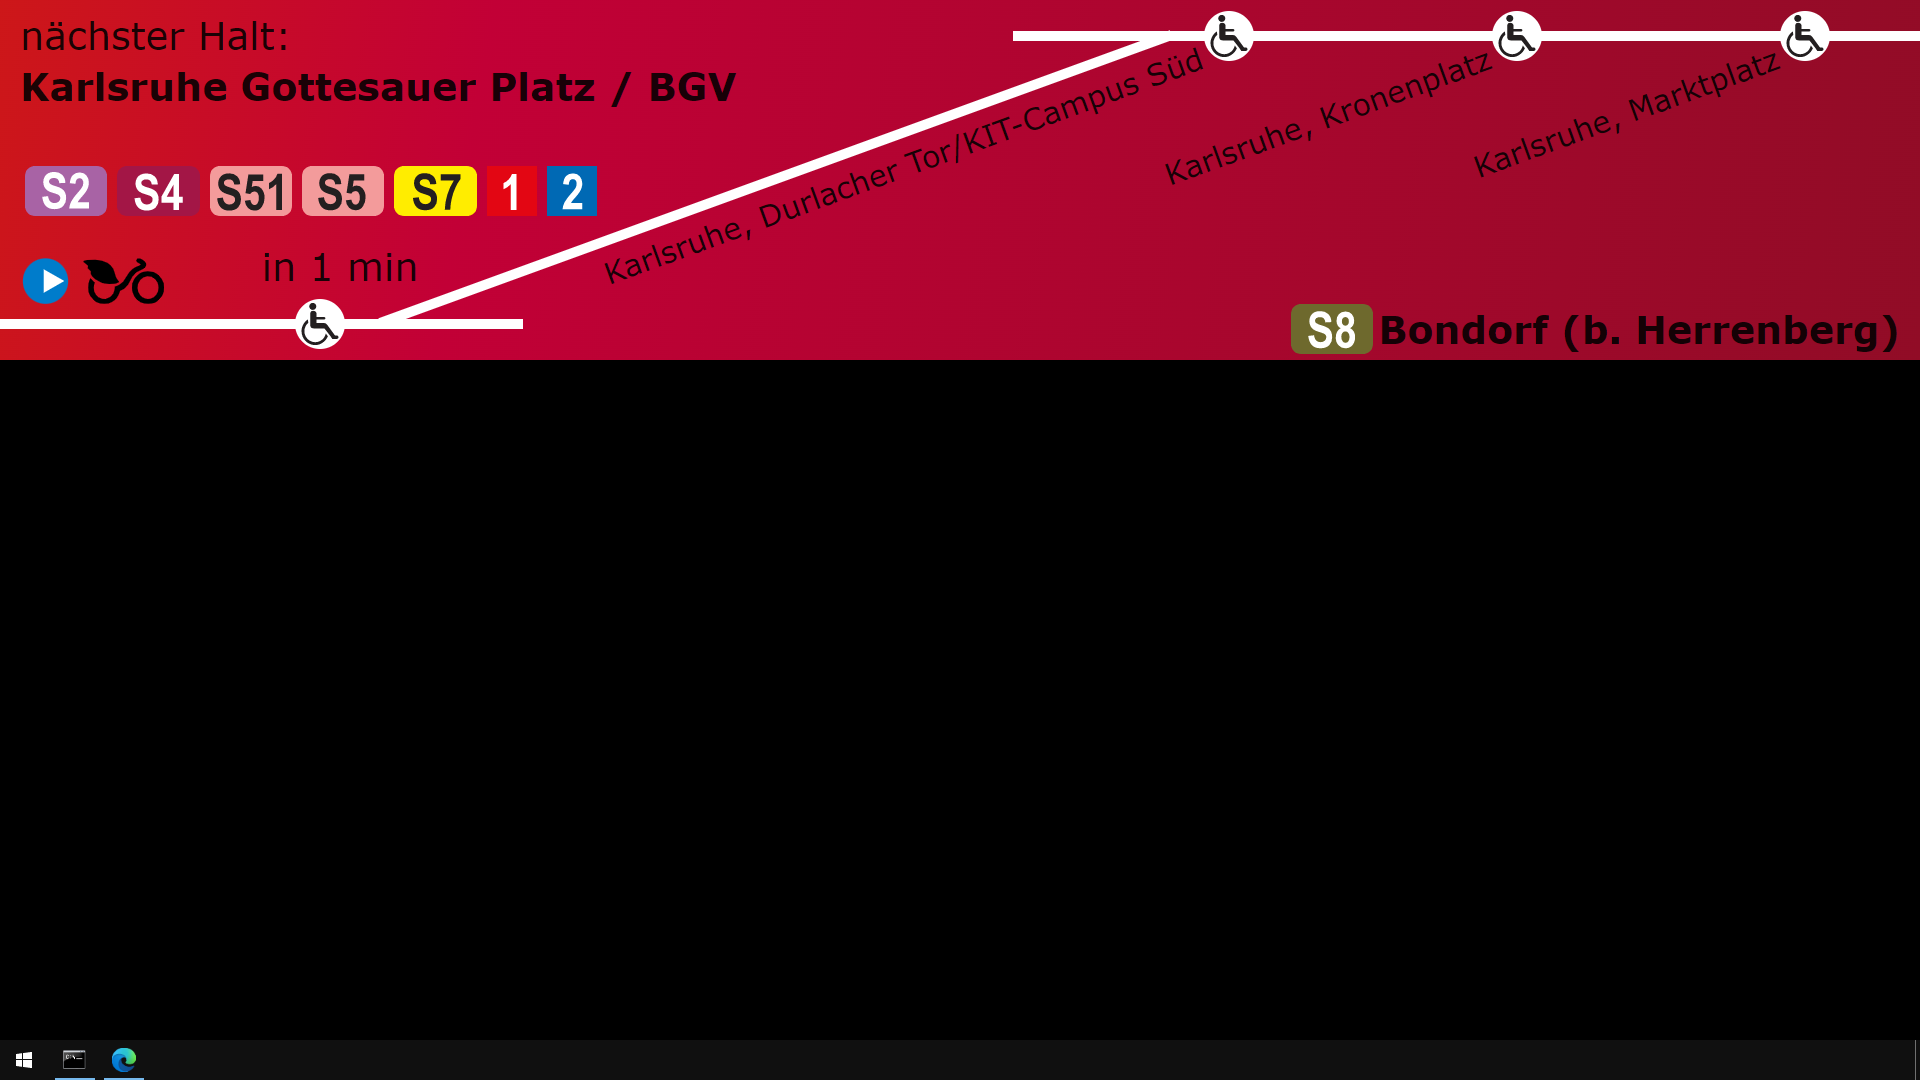 nächster Halt:
Karlsruhe Gottesauer Platz / BGV
S2 S4 S51 S5 S7 1 2
in 1 min
Karlsruhe, Durlacher Tor/KIT-Campus Süd
Karlsruhe, Kronenplatz
Karlsruhe, Marktplatz
S8 Bondorf (b. Herrenberg)